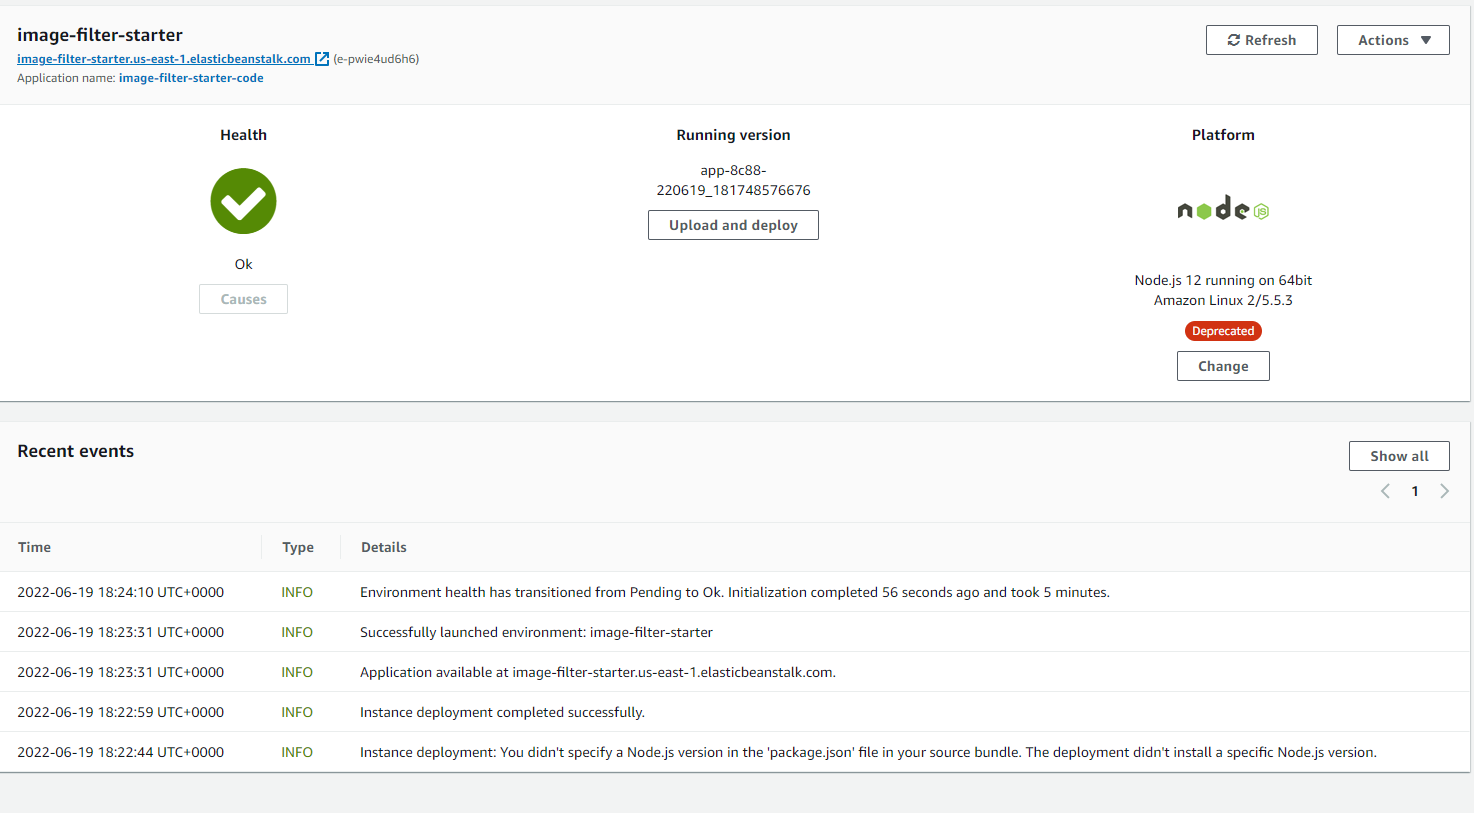 image-filter-starter
image-filter-starter.us-east-1.elasticbeanstalk.com (e-pwie4ud6h6)
Application name: image-filter-starter-code
Refresh
Actions
Health
Ok
Causes
Running version
app-8c88-
220619_181748576676
Upload and deploy
Platform
node JS
Node.js 12 running on 64bit
Amazon Linux 2/5.5.3
Deprecated
Change
Recent events
Show all
1
Time Type Details
2022-06-19 18:24:10 UTC+0000 INFO Environment health has transitioned from Pending to Ok. Initialization completed 56 seconds ago and took 5 minutes.
2022-06-19 18:23:31 UTC+0000 INFO Successfully launched environment: image-filter-starter
2022-06-19 18:23:31 UTC+0000 INFO Application available at image-filter-starter.us-east-1.elasticbeanstalk.com.
2022-06-19 18:22:59 UTC+0000 INFO Instance deployment completed successfully.
2022-06-19 18:22:44 UTC+0000 INFO Instance deployment: You didn't specify a Node.js version in the 'package.json' file in your source bundle. The deployment didn't install a specific Node.js version.